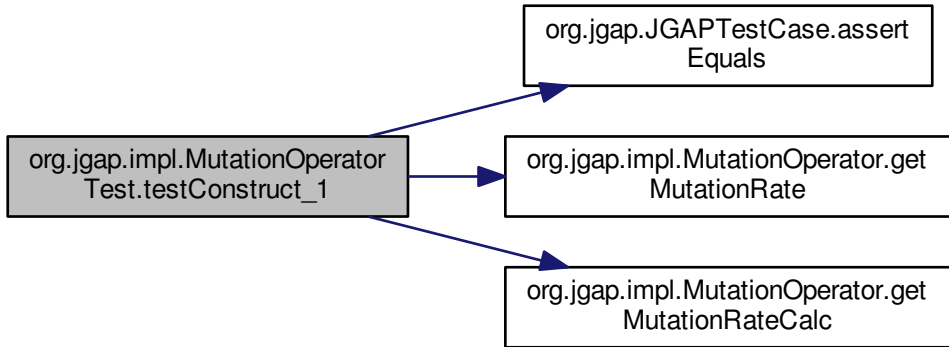 org.jgap.JGAPTestCase.assert
Equals
org.jgap.impl.MutationOperator
Test.testConstruct_1
org.jgap.impl.MutationOperator.get
MutationRate
org.jgap.impl.MutationOperator.get
MutationRateCalc